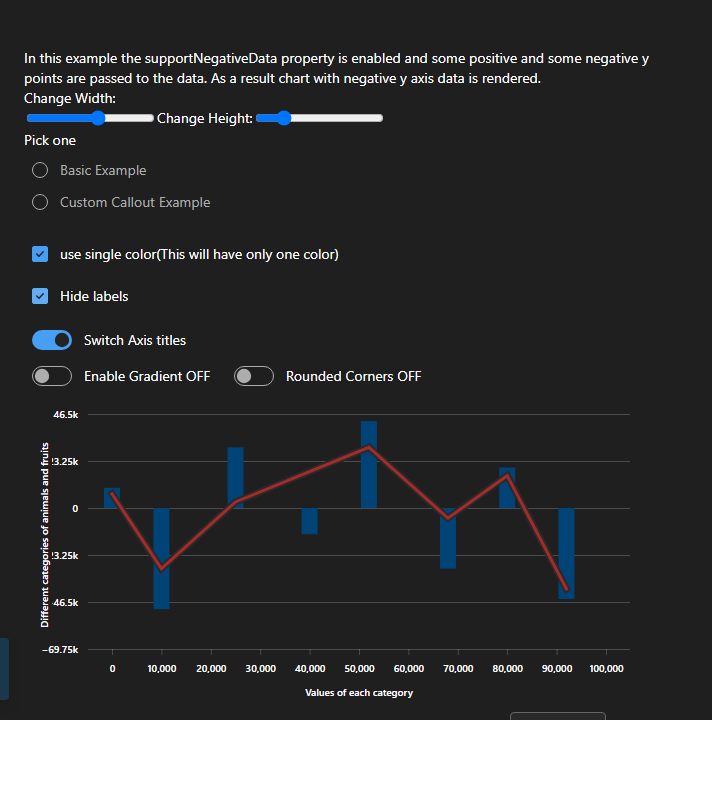 In this example the supportNegativeData property is enabled and some positive and some negative y
points are passed to the data. As a result chart with negative y axis data is rendered.
Change Width:
Change Height:
Pick one
Basic Example
Custom Callout Example
use single color(This will have only one color)
Hide labels
Switch Axis titles
Enable Gradient OFF
Rounded Corners OFF
46.5k
3.25k
0
3.25k
46.5k
−69.75k
Different categories of animals and fruits
0
10,000
20,000
30,000
40,000
50,000
60,000
70,000
80,000
90,000
100,000
Values of each category